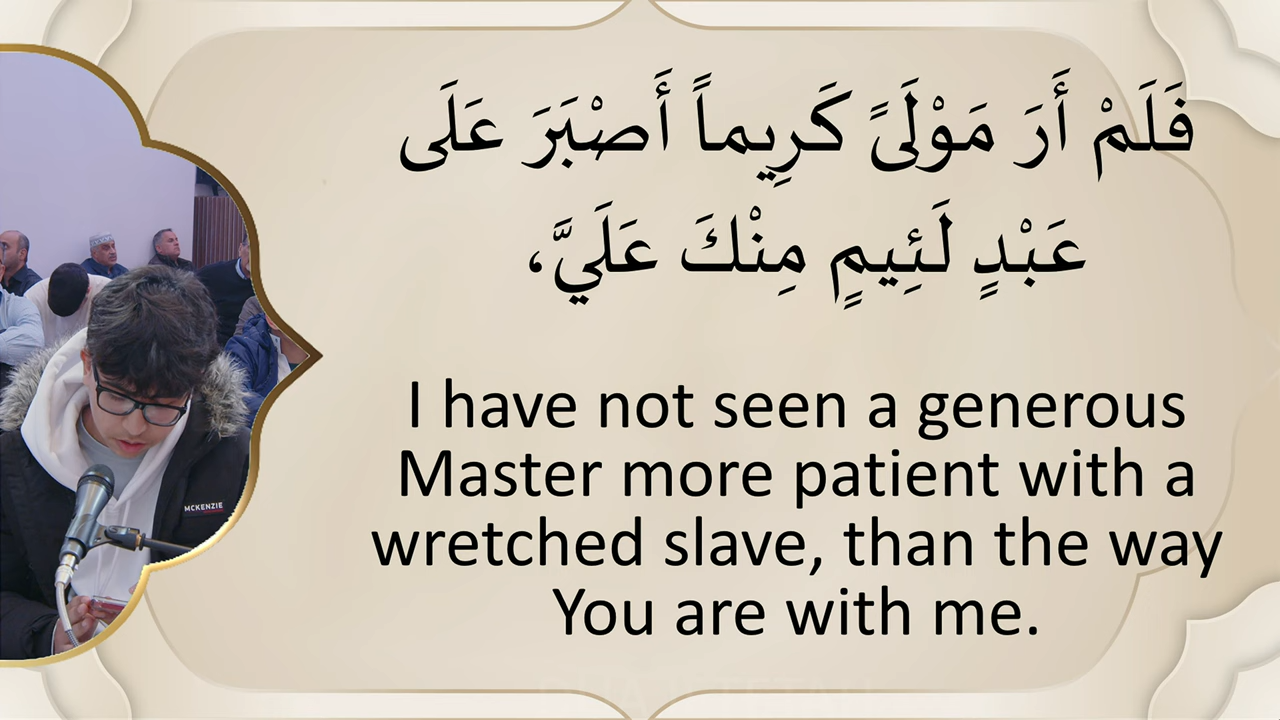 فَلَمْ أَرَ مَوْلَىً كَرِيماً أَصْبَرَ عَلَى
عَبْدٍ لَئِيمٍ مِنْكَ عَلَيَّ،
I have not seen a generous
Master more patient with a
wretched slave, than the way
You are with me.
MCKENZIE